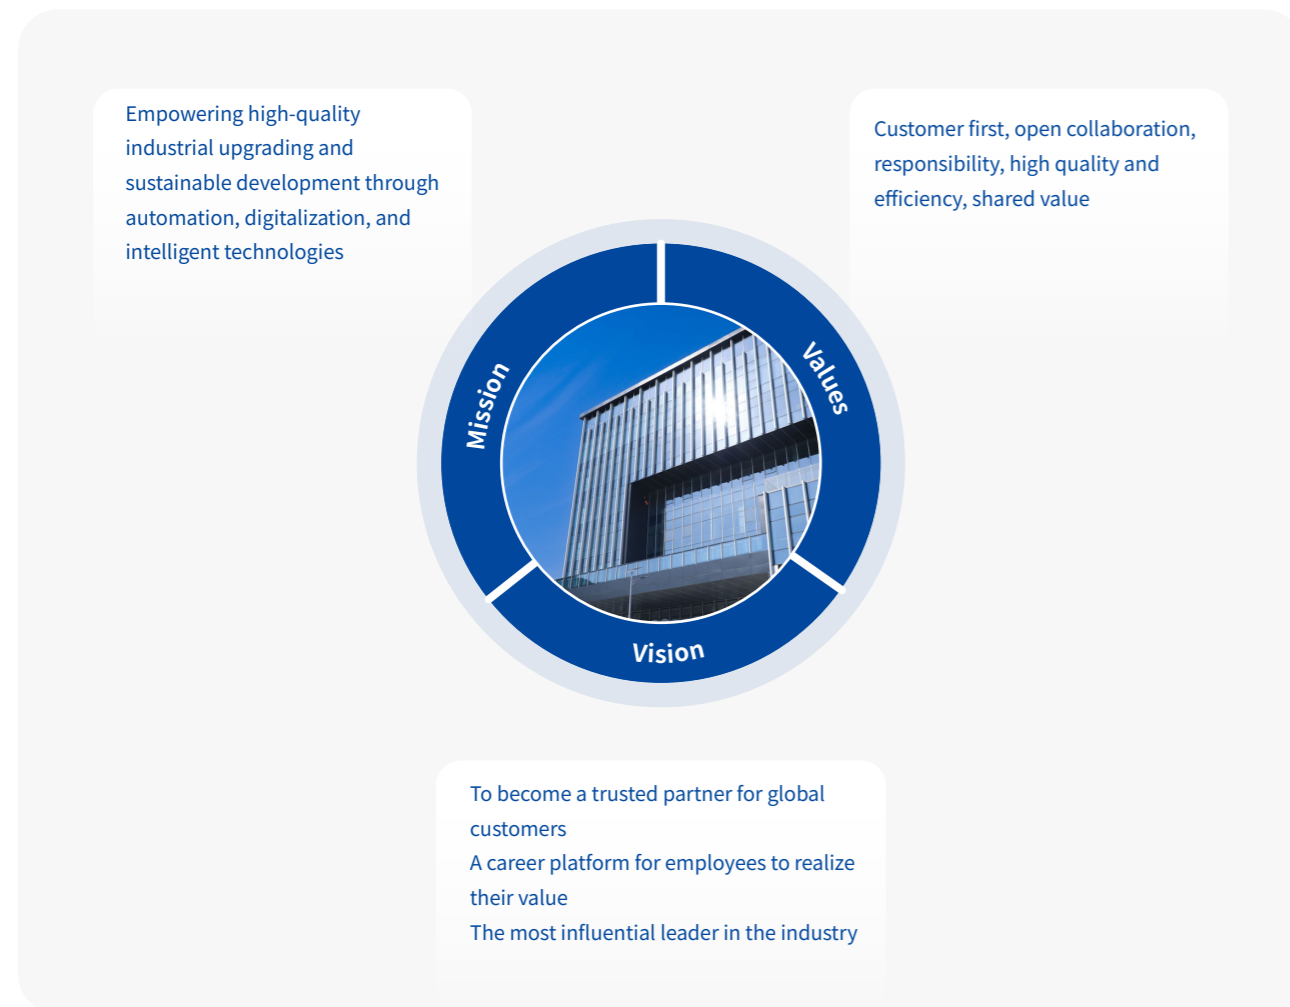 Empowering high-quality
industrial upgrading and
sustainable development through
automation, digitalization, and
intelligent technologies
Customer first, open collaboration,
responsibility, high quality and
efficiency, shared value
Mission
Values
Vision
To become a trusted partner for global
customers
A career platform for employees to realize
their value
The most influential leader in the industry